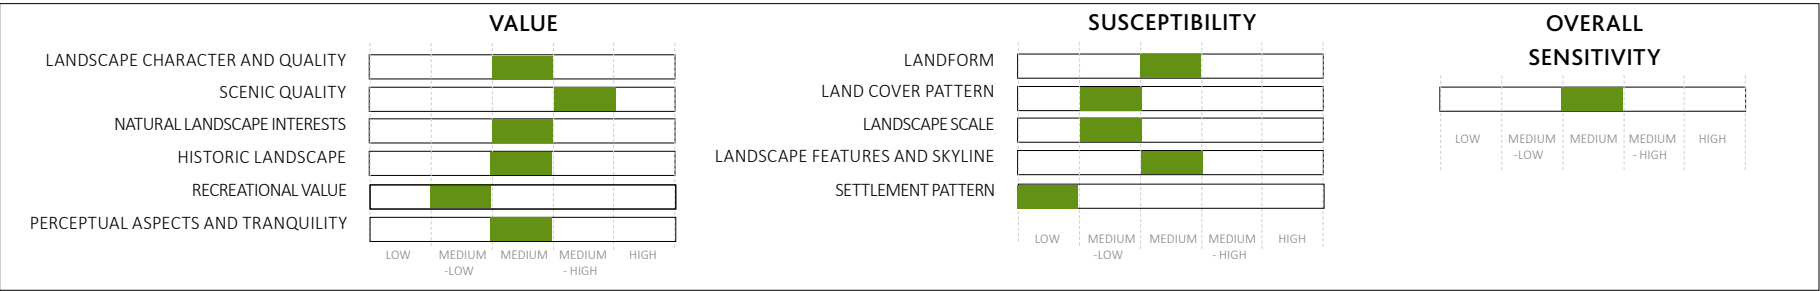 VALUE
LANDSCAPE CHARACTER AND QUALITY
SCENIC QUALITY
NATURAL LANDSCAPE INTERESTS
HISTORIC LANDSCAPE
RECREATIONAL VALUE
PERCEPTUAL ASPECTS AND TRANQUILITY
LOW MEDIUM MEDIUM MEDIUM HIGH
-LOW - HIGH
SUSCEPTIBILITY
LANDFORM
LAND COVER PATTERN
LANDSCAPE SCALE
LANDSCAPE FEATURES AND SKYLINE
SETTLEMENT PATTERN
LOW MEDIUM MEDIUM MEDIUM HIGH
-LOW - HIGH
OVERALL
SENSITIVITY
LOW MEDIUM MEDIUM MEDIUM HIGH
-LOW - HIGH